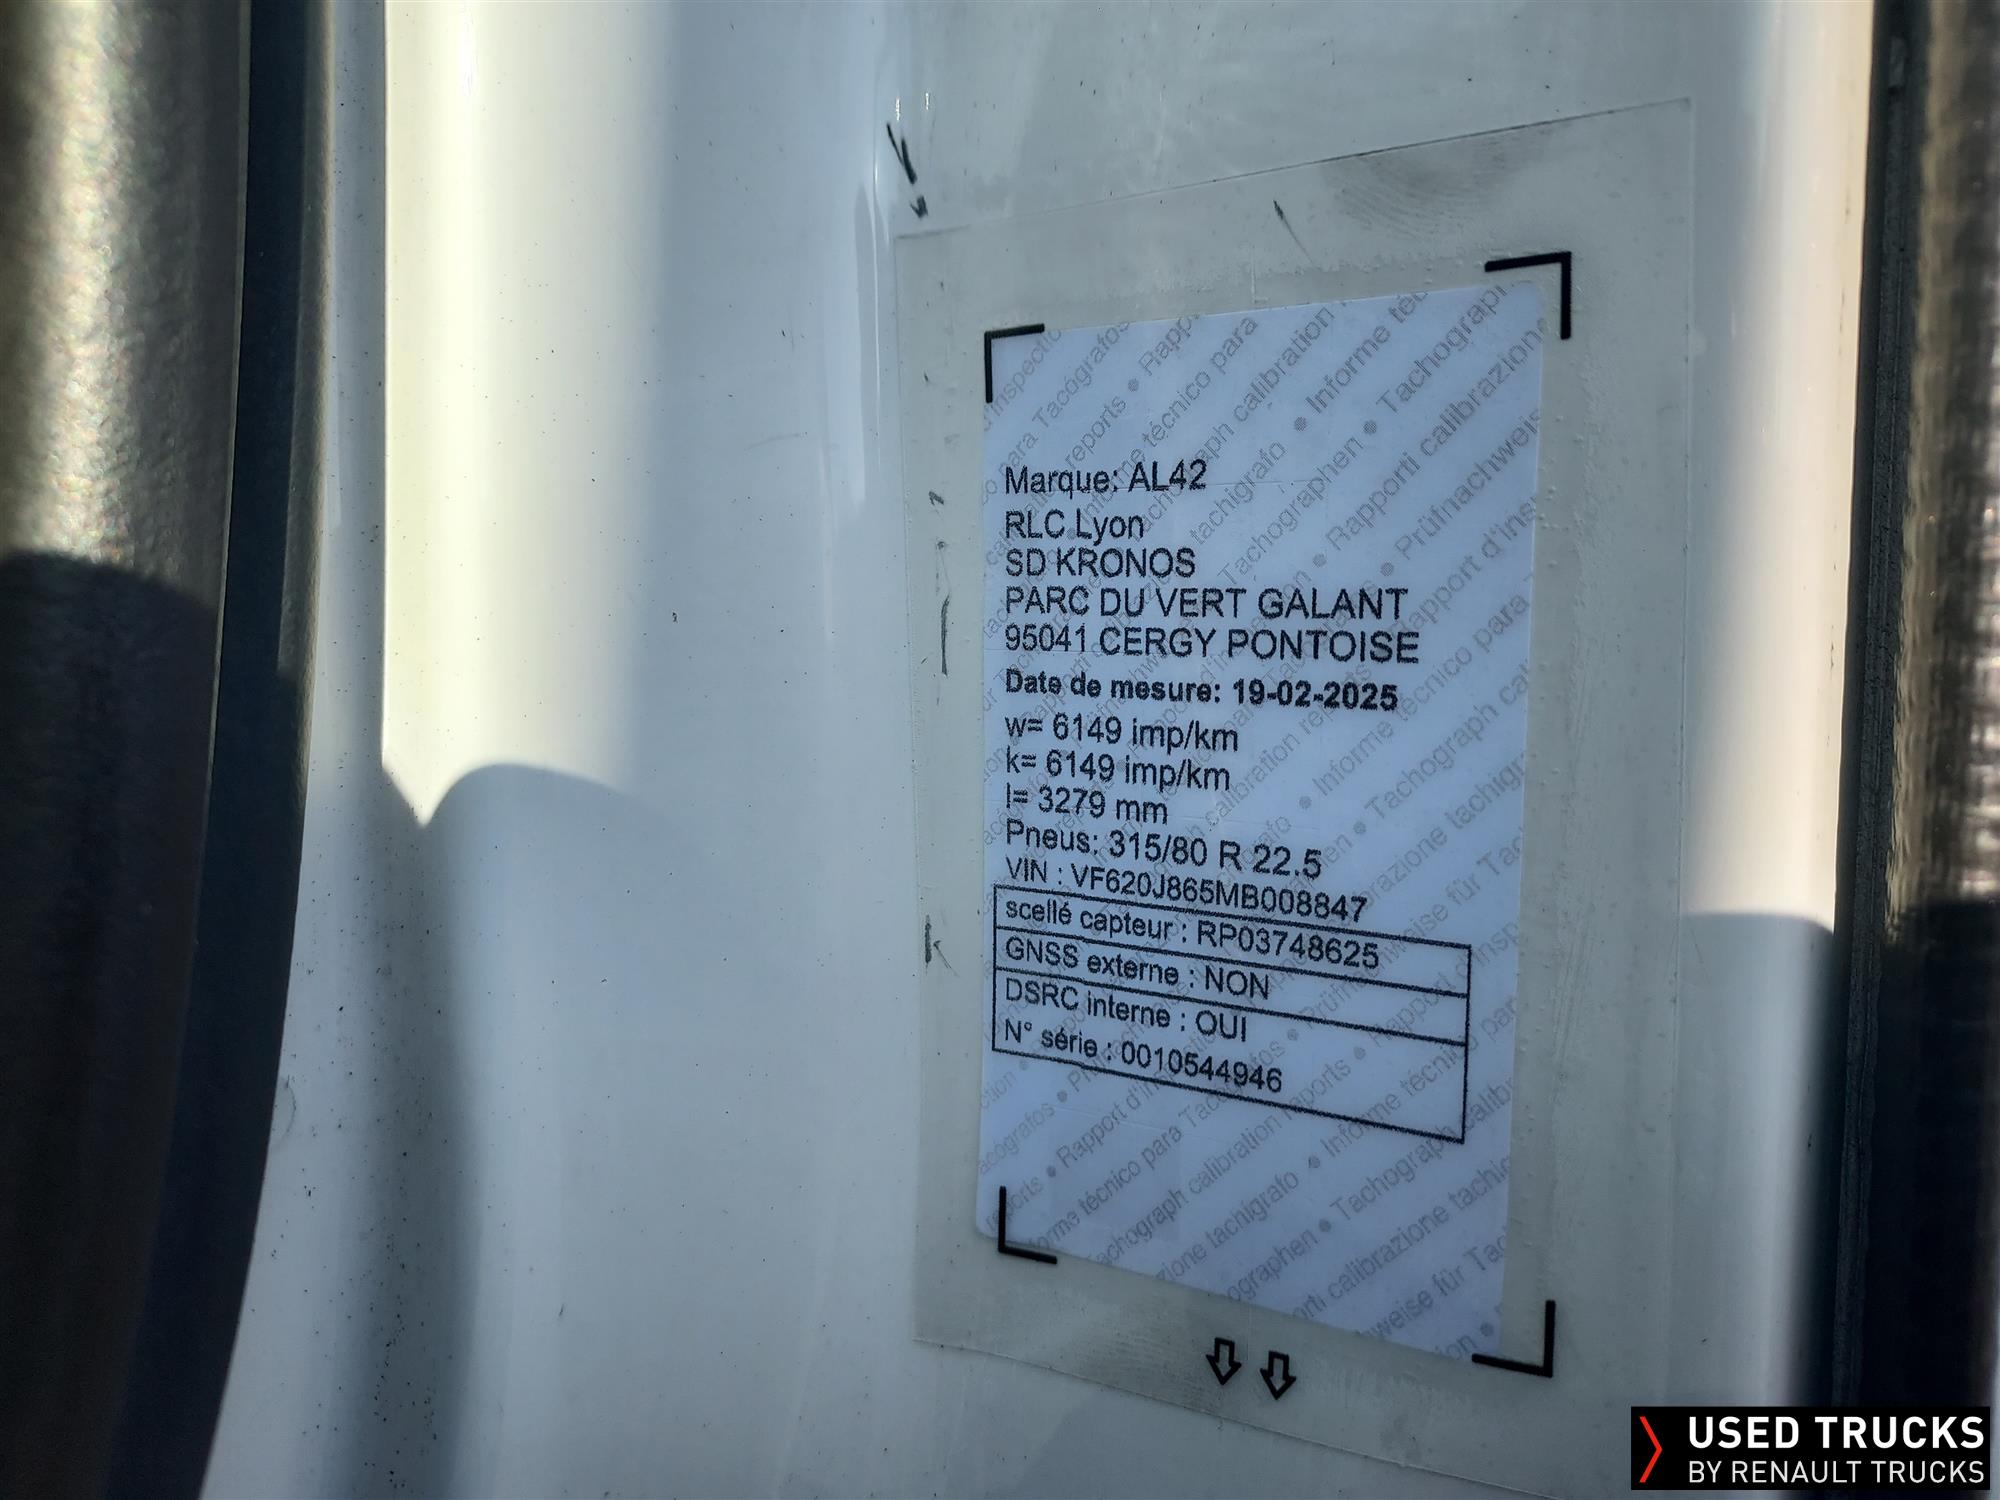 Marque: AL42
RLC Lyon
SD KRONOS
PARC DU VERT GALANT
95041 CERGY PONTOISE
Date de mesure: 19-02-2025
w= 6149 imp/km
k= 6149 imp/km
l= 3279 mm
Pneus: 315/80 R 22.5
VIN : VF620J865MB008847
scellé capteur : RP03748625
GNSS externe : NON
DSRC interne : OUI
N° série : 0010544946
USED TRUCKS
BY RENAULT TRUCKS